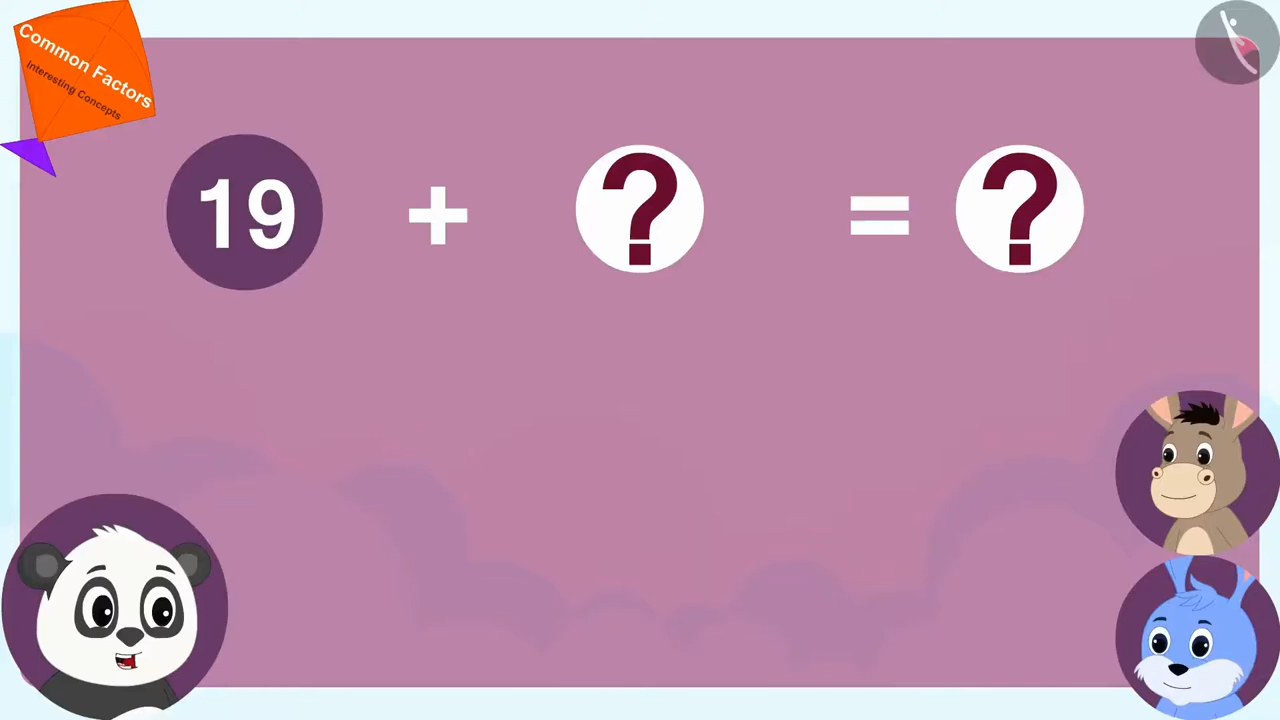 Common Factors
Interesting Concepts
19 + ? = ?